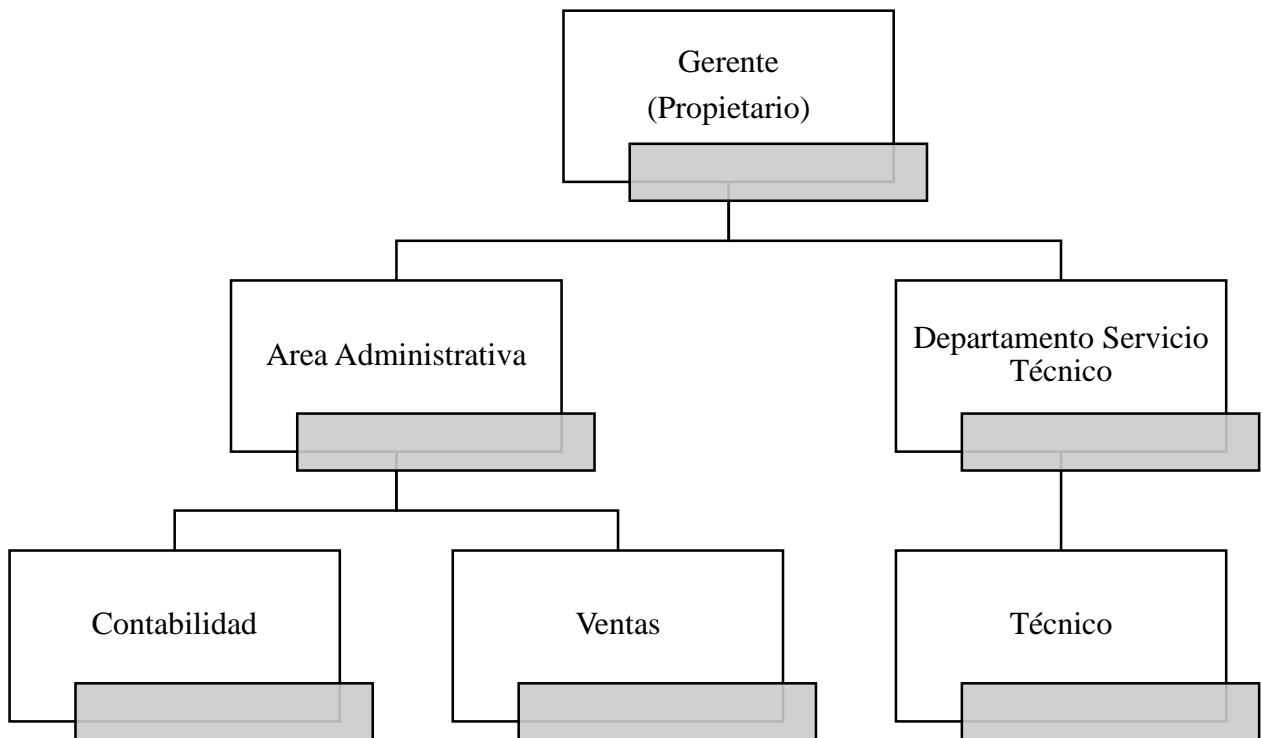 Gerente
(Propietario)
Area Administrativa
Departamento Servicio
Técnico
Contabilidad
Ventas
Técnico